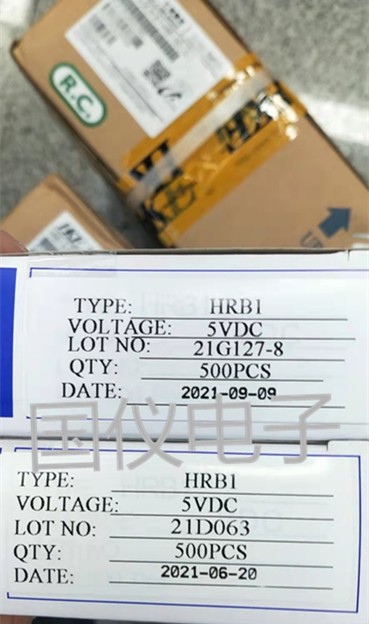 R.C.
UP
TYPE: HRB1
VOLTAGE: 5VDC
LOT NO: 21G127-8
QTY: 500PCS
DATE: 2021-09-09
国仪电子
TYPE: HRB1
VOLTAGE: 5VDC
LOT NO: 21D063
QTY: 500PCS
DATE: 2021-06-20